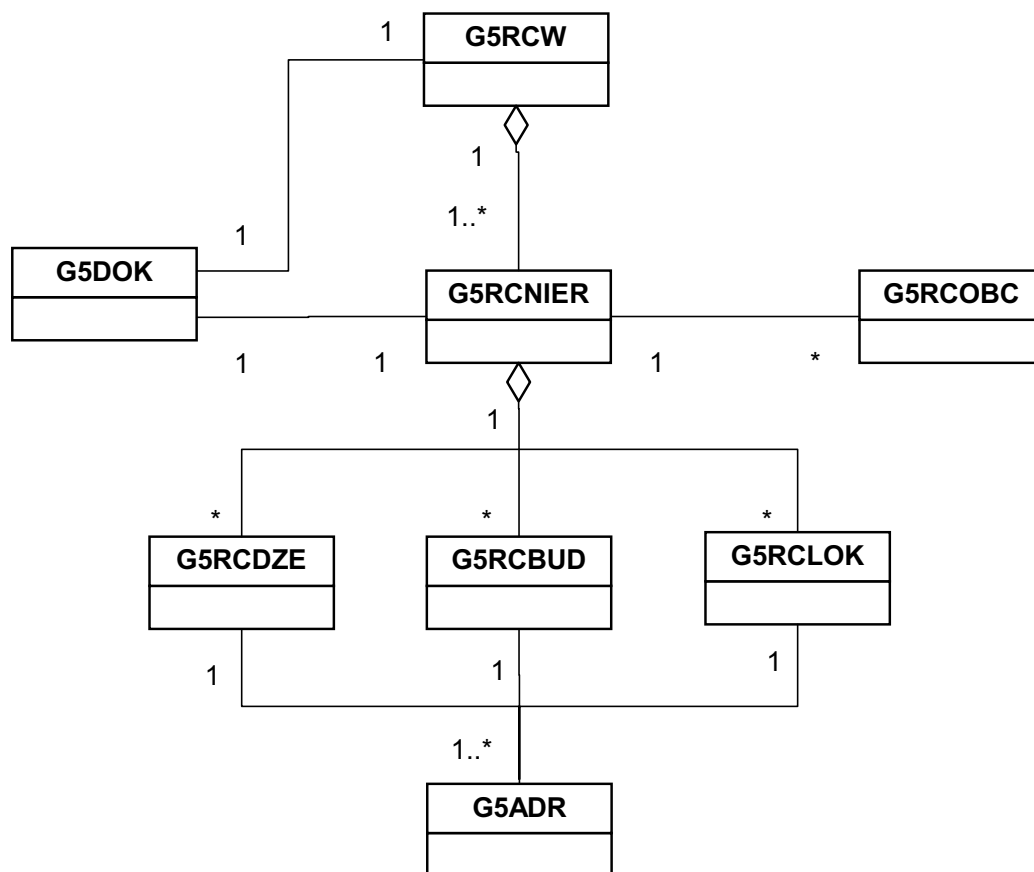 1
G5RCW
1
1..*
1
G5DOK
G5RCNIER
G5RCOBC
1
1
1
*
1
*
*
*
G5RCDZE
G5RCBUD
G5RCLOK
1
1
1
1..*
G5ADR